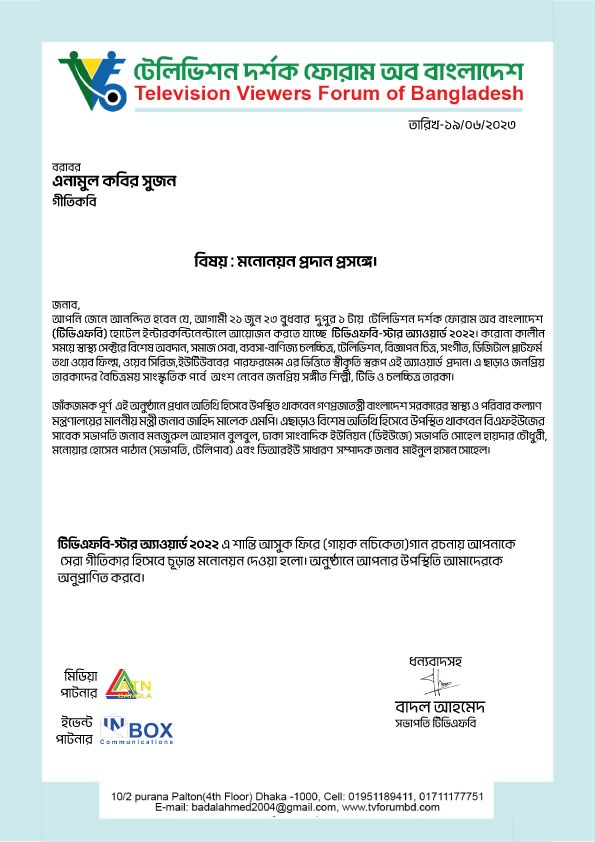 টেলিভিশন দর্শক ফোরাম অব বাংলাদেশ
Television Viewers Forum of Bangladesh
তারিখ-১৯/০৬/২০২৩
বরাবর
এনামুল কবির সুজন
গীতিকবি
বিষয় : মনোনয়ন প্রদান প্রসঙ্গে।
জনাব,
আপনি জেনে আনন্দিত হবেন যে, আগামী ২১ জুন ২৩ বুধবার দুপুর ১ টায় টেলিভিশন দর্শক ফোরাম অব বাংলাদেশ
(টিভিএফবি) হোটেল ইন্টারকন্টিনেন্টালে আয়োজন করতে যাচ্ছে টিভিএফবি-স্টার অ্যাওয়ার্ড ২০২২। করোনা কালীন
সময়ে স্বাস্থ্য সেক্টরে বিশেষ অবদান, সমাজ সেবা, ব্যবসা-বাণিজ্য চলচ্চিত্র, টেলিভিশন, বিজ্ঞাপন চিত্র, সংগীত, ডিজিটাল প্লাটফর্ম
তথা ওয়েব ফিল্ম, ওয়েব সিরিজ,ইউটিউবের পারফরমেন্স এর ভিত্তিতে স্বীকৃতি স্বরূপ এই অ্যাওয়ার্ড প্রদান। এ ছাড়াও জনপ্রিয়
তারকাদের বৈচিত্রময় সাংস্কৃতিক পর্বে অংশ নেবেন জনপ্রিয় সঙ্গীত শিল্পী, টিভি ও চলচ্চিত্র তারকা।
জাঁকজমক পূর্ণ এই অনুষ্ঠানে প্রধান অতিথি হিসেবে উপস্থিত থাকবেন গণপ্রজাতন্ত্রী বাংলাদেশ সরকারের স্বাস্থ্য ও পরিবার কল্যাণ
মন্ত্রণালয়ের মাননীয় মন্ত্রী জনাব জাহিদ মালেক এমপি। এছাড়াও বিশেষ অতিথি হিসেবে উপস্থিত থাকবেন বিএফইউজের
সাবেক সভাপতি জনাব মনজুরুল আহসান বুলবুল, ঢাকা সাংবাদিক ইউনিয়ন (ডিইউজে) সভাপতি সোহেল হায়দার চৌধুরী,
মনোয়ার হোসেন পাঠান (সভাপতি, টেলিপাব) এবং ডিআরইউ সাধারণ সম্পাদক জনাব মাইনুল হাসান সোহেল।
টিভিএফবি-স্টার অ্যাওয়ার্ড ২০২২ এ শান্তি আসুক ফিরে (গায়ক নচিকেতা)গান রচনায় আপনাকে
সেরা গীতিকার হিসেবে চূড়ান্ত মনোনয়ন দেওয়া হলো। অনুষ্ঠানে আপনার উপস্থিতি আমাদেরকে
অনুপ্রাণিত করবে।
ধন্যবাদসহ
বাদল আহমেদ
সভাপতি টিভিএফবি
মিডিয়া
পাটনার
ATN
BANGLA
ইভেন্ট
পাটনার
INBOX
Communications
10/2 purana Palton(4th Floor) Dhaka -1000, Cell: 01951189411, 01711177751
E-mail: badalahmed2004@gmail.com, www.tvforumbd.com